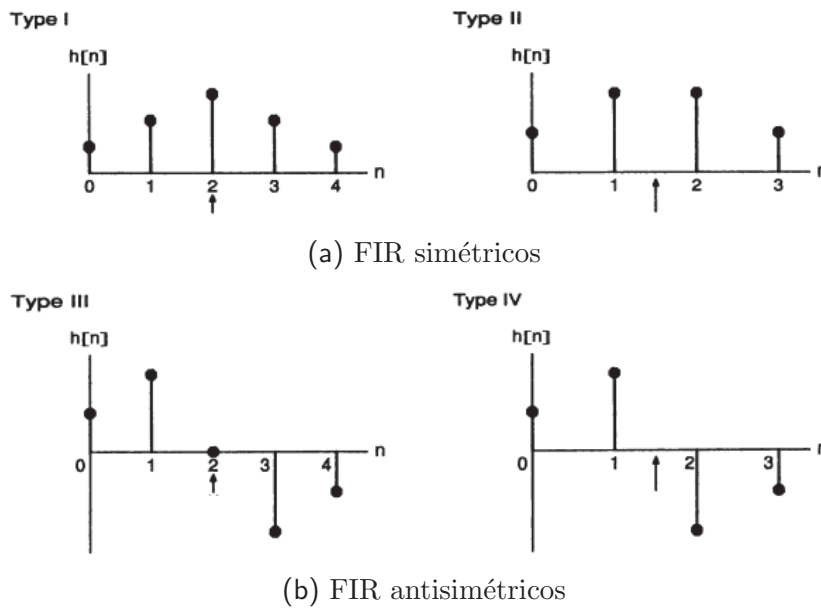 Type I
Type II
h[n]
h[n]
0 1 2 3 4 n
0 1 2 3 n
(a) FIR simétricos
Type III
Type IV
h[n]
h[n]
0 1 2 3 4 n
0 1 2 3
(b) FIR antisimétricos